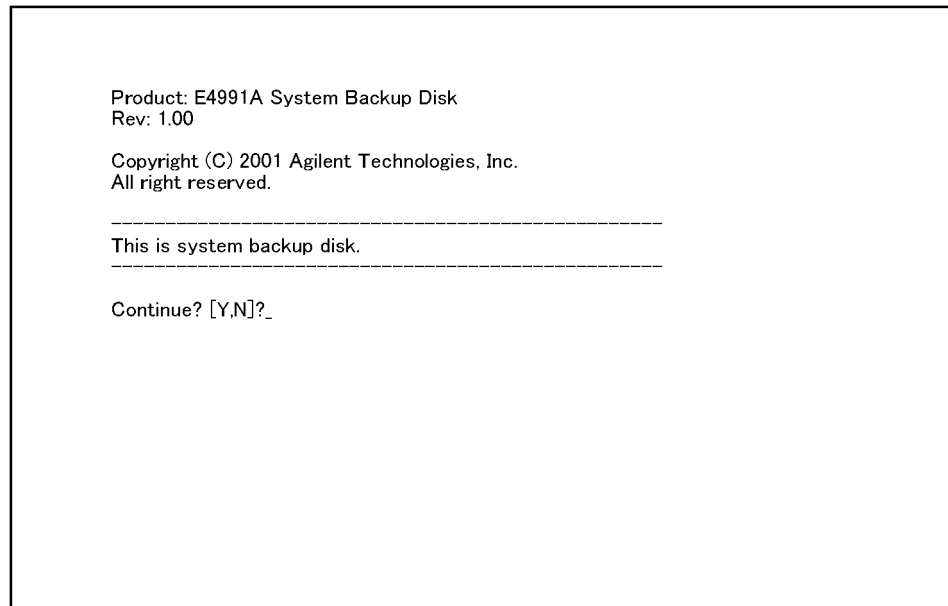 Product: E4991A System Backup Disk
Rev: 1.00
Copyright (C) 2001 Agilent Technologies, Inc.
All right reserved.
---------------------------------------------------
This is system backup disk.
---------------------------------------------------
Continue? [Y,N]?_